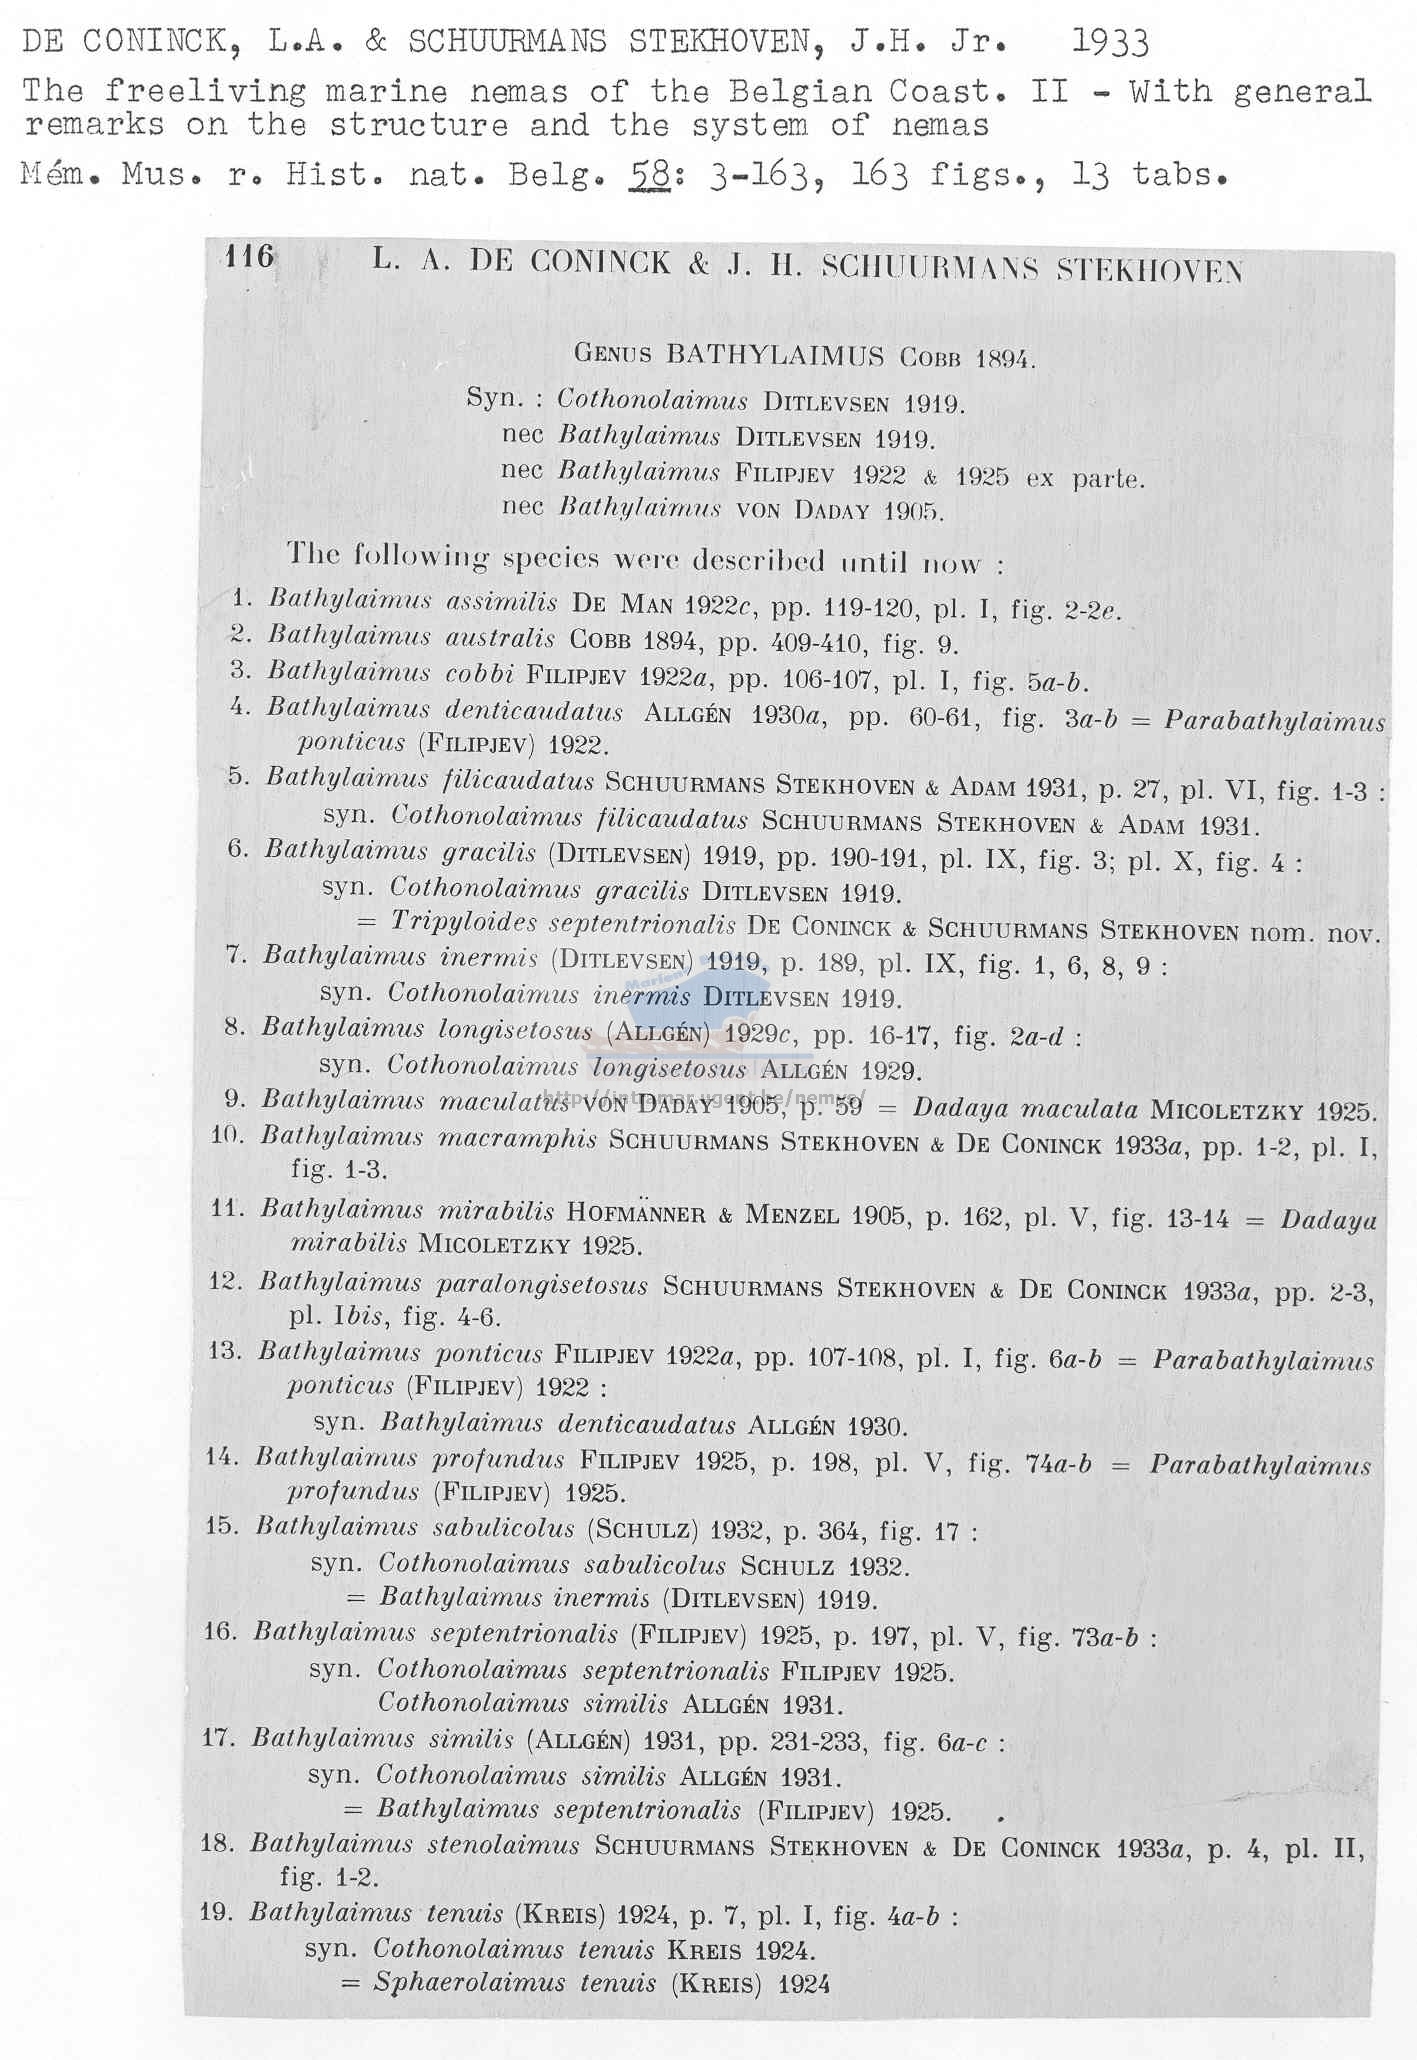 DE CONINCK, L.A. & SCHUURMANS STEKHOVEN, J.H. Jr. 1933
The freeliving marine nemas of the Belgian Coast. II - With general
remarks on the structure and the system of nemas
Mém. Mus. r. Hist. nat. Belg. 58: 3-163, 163 figs., 13 tabs.
116 L. A. DE CONINCK & J. H. SCHUURMANS STEKHOVEN
GENUS BATHYLAIMUS COBB 1894.
Syn. : Cothonolaimus DITLEVSEN 1919.
nec Bathylaimus DITLEVSEN 1919.
nec Bathylaimus FILIPJEV 1922 & 1925 ex parte.
nec Bathylaimus VON DADAY 1905.
The following species were described until now :
1. Bathylaimus assimilis DE MAN 1922c, pp. 119-120, pl. I, fig. 2-2e.
2. Bathylaimus australis COBB 1894, pp. 409-410, fig. 9.
3. Bathylaimus cobbi FILIPJEV 1922a, pp. 106-107, pl. I, fig. 5a-b.
4. Bathylaimus denticaudatus ALLGÉN 1930a, pp. 60-61, fig. 3a-b = Parabathylaimus
ponticus (FILIPJEV) 1922.
5. Bathylaimus filicaudatus SCHUURMANS STEKHOVEN & ADAM 1931, p. 27, pl. VI, fig. 1-3 :
syn. Cothonolaimus filicaudatus SCHUURMANS STEKHOVEN & ADAM 1931.
6. Bathylaimus gracilis (DITLEVSEN) 1919, pp. 190-191, pl. IX, fig. 3; pl. X, fig. 4 :
syn. Cothonolaimus gracilis DITLEVSEN 1919.
= Tripyloides septentrionalis DE CONINCK & SCHUURMANS STEKHOVEN nom. nov.
7. Bathylaimus inermis (DITLEVSEN) 1919, p. 189, pl. IX, fig. 1, 6, 8, 9 :
syn. Cothonolaimus inermis DITLEVSEN 1919.
8. Bathylaimus longisetosus (ALLGÉN) 1929c, pp. 16-17, fig. 2a-d :
syn. Cothonolaimus longisetosus ALLGÉN 1929.
http://intramar.ugent.be/nemys/
9. Bathylaimus maculatus VON DADAY 1905, p. 59 = Dadaya maculata MICOLETZKY 1925.
10. Bathylaimus macramphis SCHUURMANS STEKHOVEN & DE CONINCK 1933a, pp. 1-2, pl. I,
fig. 1-3.
11. Bathylaimus mirabilis HOFMÄNNER & MENZEL 1905, p. 162, pl. V, fig. 13-14 = Dadaya
mirabilis MICOLETZKY 1925.
12. Bathylaimus paralongisetosus SCHUURMANS STEKHOVEN & DE CONINCK 1933a, pp. 2-3,
pl. Ibis, fig. 4-6.
13. Bathylaimus ponticus FILIPJEV 1922a, pp. 107-108, pl. I, fig. 6a-b = Parabathylaimus
ponticus (FILIPJEV) 1922 :
syn. Bathylaimus denticaudatus ALLGÉN 1930.
14. Bathylaimus profundus FILIPJEV 1925, p. 198, pl. V, fig. 74a-b = Parabathylaimus
profundus (FILIPJEV) 1925.
15. Bathylaimus sabulicolus (SCHULZ) 1932, p. 364, fig. 17 :
syn. Cothonolaimus sabulicolus SCHULZ 1932.
= Bathylaimus inermis (DITLEVSEN) 1919.
16. Bathylaimus septentrionalis (FILIPJEV) 1925, p. 197, pl. V, fig. 73a-b :
syn. Cothonolaimus septentrionalis FILIPJEV 1925.
Cothonolaimus similis ALLGÉN 1931.
17. Bathylaimus similis (ALLGÉN) 1931, pp. 231-233, fig. 6a-c :
syn. Cothonolaimus similis ALLGÉN 1931.
= Bathylaimus septentrionalis (FILIPJEV) 1925.
18. Bathylaimus stenolaimus SCHUURMANS STEKHOVEN & DE CONINCK 1933a, p. 4, pl. II,
fig. 1-2.
19. Bathylaimus tenuis (KREIS) 1924, p. 7, pl. I, fig. 4a-b :
syn. Cothonolaimus tenuis KREIS 1924.
= Sphaerolaimus tenuis (KREIS) 1924